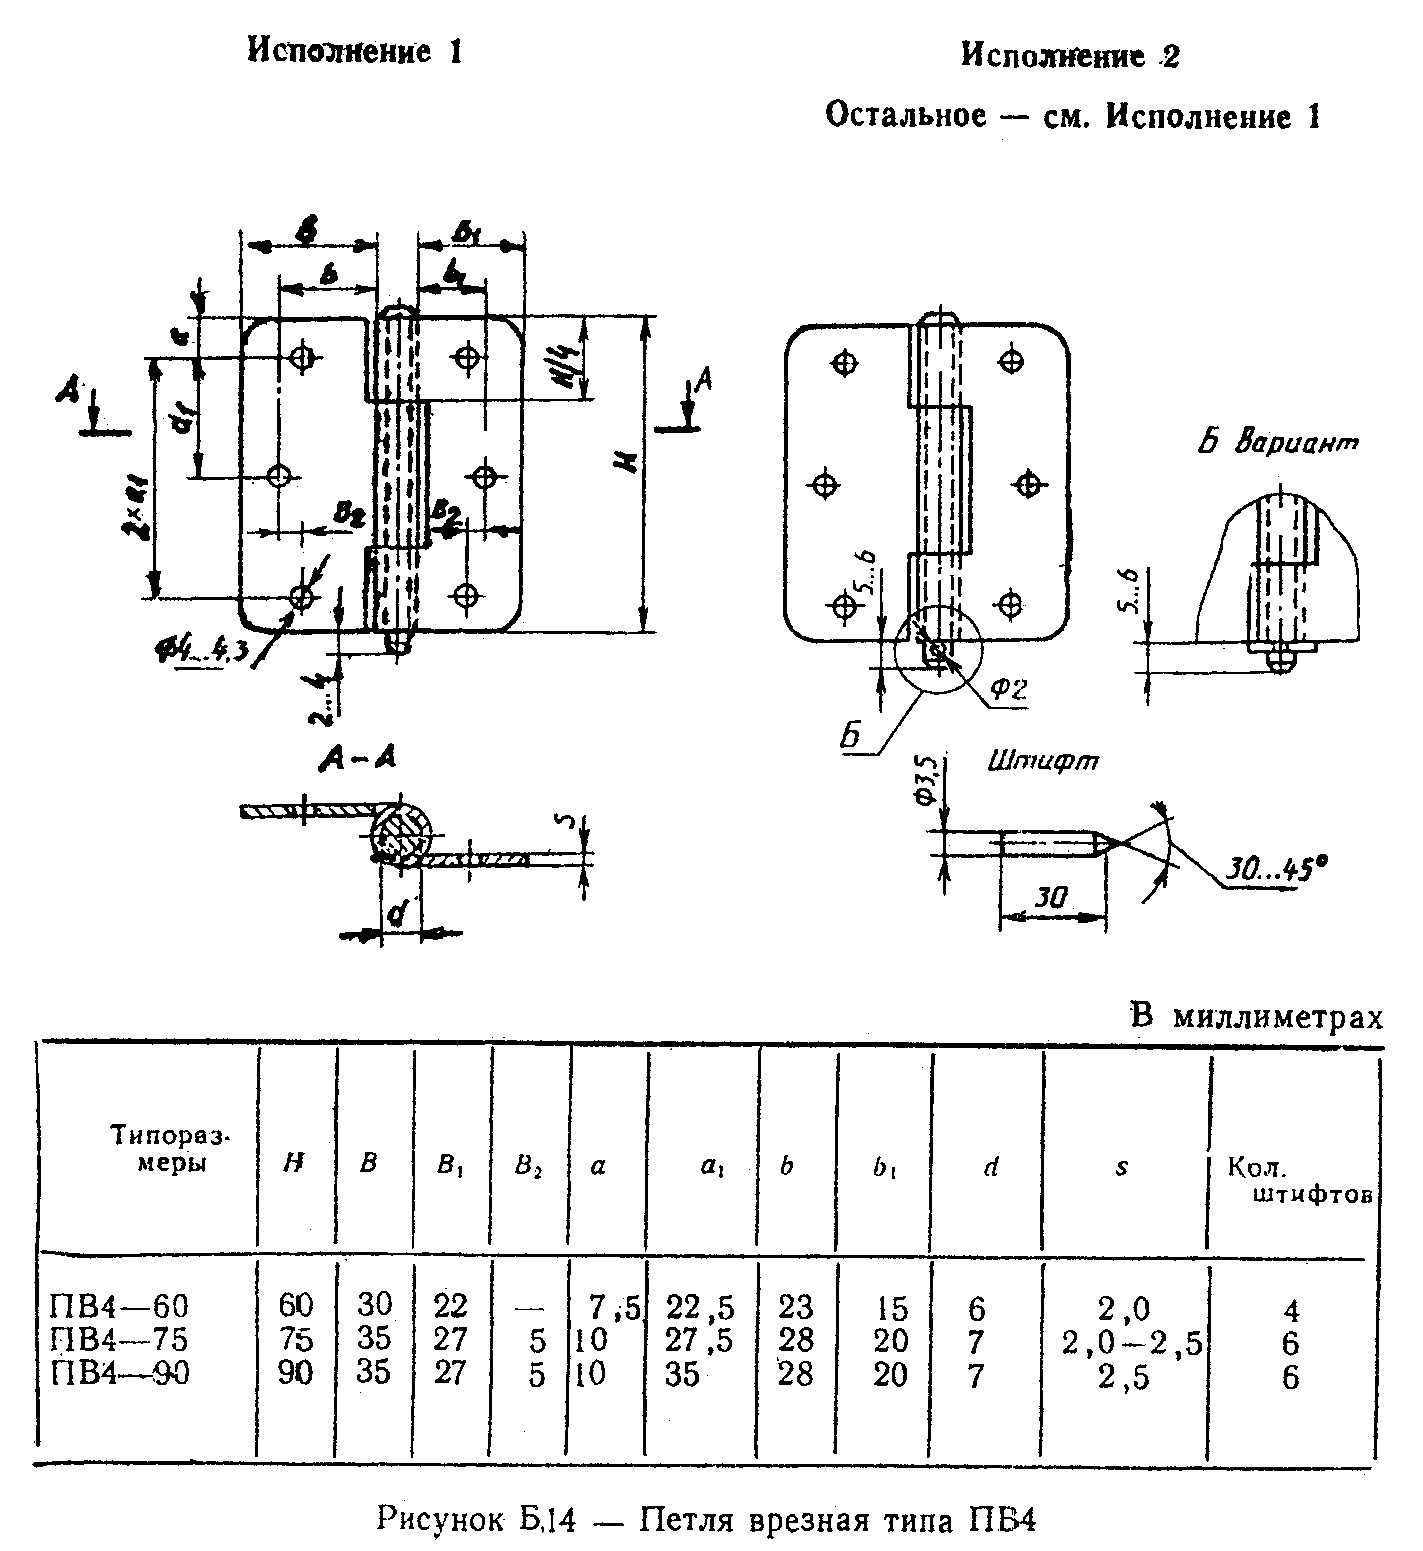 Исполнение 1
Исполнение 2
Остальное — см. Исполнение 1
B
B₁
b
b₁
a
H/4
A
A
a₁
H
Б Вариант
2×a₁
B₂
B₂
5...6
5...6
Ф4...4,3
2...4
Ф2
Б
А–А
Штифт
Ф3,5
s
30...45°
30
d
В миллиметрах
Типораз-
меры
H B B₁ B₂ a a₁ b b₁ d s Кол.
штифтов
ПВ4—60 60 30 22 — 7,5 22,5 23 15 6 2,0 4
ПВ4—75 75 35 27 5 10 27,5 28 20 7 2,0—2,5 6
ПВ4—90 90 35 27 5 10 35 28 20 7 2,5 6
Рисунок Б.14 — Петля врезная типа ПВ4